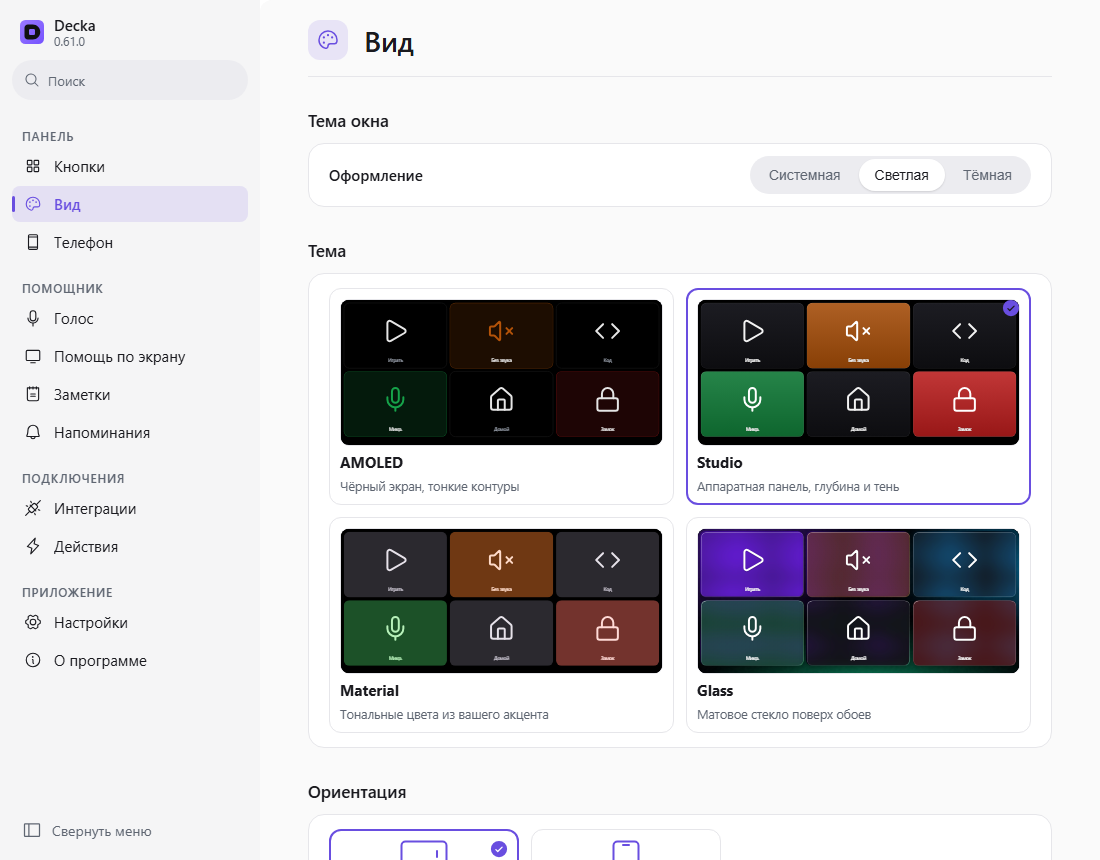 Decka
0.61.0
Поиск
ПАНЕЛЬ
Кнопки
Вид
Телефон
ПОМОЩНИК
Голос
Помощь по экрану
Заметки
Напоминания
ПОДКЛЮЧЕНИЯ
Интеграции
Действия
ПРИЛОЖЕНИЕ
Настройки
О программе
Свернуть меню
Вид
Тема окна
Оформление
Системная
Светлая
Тёмная
Тема
Играть
Без звука
Код
Микр.
Домой
Замок
AMOLED
Чёрный экран, тонкие контуры
Играть
Без звука
Код
Микр.
Домой
Замок
Studio
Аппаратная панель, глубина и тень
Играть
Без звука
Код
Микр.
Домой
Замок
Material
Тональные цвета из вашего акцента
Играть
Без звука
Код
Микр.
Домой
Замок
Glass
Матовое стекло поверх обоев
Ориентация